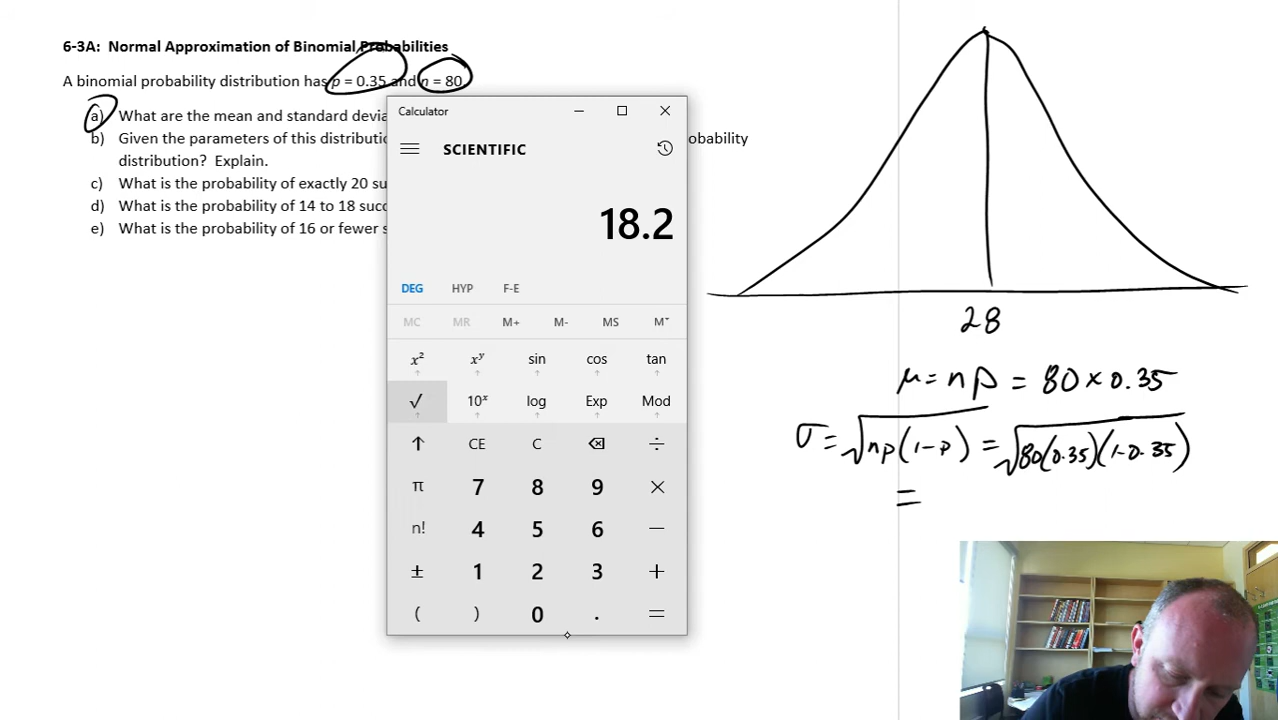 6-3A: Normal Approximation of Binomial Probabilities
A binomial probability distribution has p = 0.35 and n = 80
a) What are the mean and standard devia
b) Given the parameters of this distributio
obability
distribution? Explain.
c) What is the probability of exactly 20 su
d) What is the probability of 14 to 18 succ
e) What is the probability of 16 or fewer s
Calculator
SCIENTIFIC
18.2
DEG HYP F-E
MC MR M+ M- MS M˅
x² xʸ sin cos tan
√ 10ˣ log Exp Mod
↑ CE C ⌫ ÷
π 7 8 9 ×
n! 4 5 6 −
± 1 2 3 +
( ) 0 . =
28
μ = np = 80 × 0.35
σ = √np(1-p) = √80(0.35)(1-0.35)
=